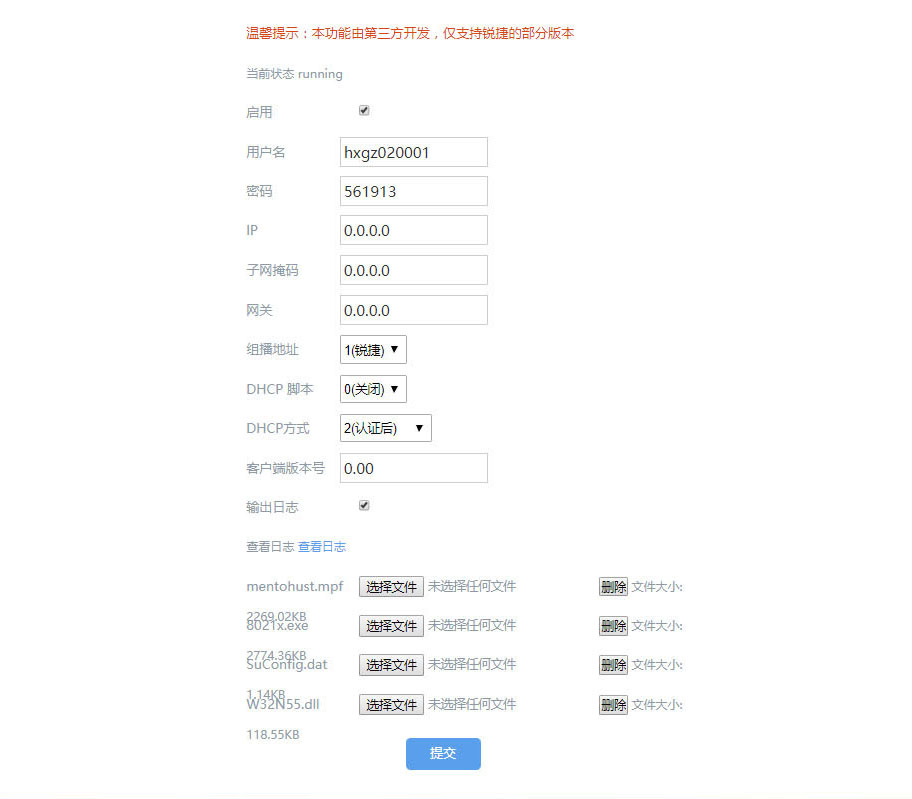 温馨提示：本功能由第三方开发，仅支持锐捷的部分版本
当前状态 running
启用
用户名 hxgz020001
密码 561913
IP 0.0.0.0
子网掩码 0.0.0.0
网关 0.0.0.0
组播地址 1(锐捷)
DHCP 脚本 0(关闭)
DHCP方式 2(认证后)
客户端版本号 0.00
输出日志
查看日志 查看日志
mentohust.mpf 选择文件 未选择任何文件 删除 文件大小:
2269.02KB
8021x.exe 选择文件 未选择任何文件 删除 文件大小:
2774.36KB
SuConfig.dat 选择文件 未选择任何文件 删除 文件大小:
1.14KB
W32N55.dll 选择文件 未选择任何文件 删除 文件大小:
118.55KB
提交